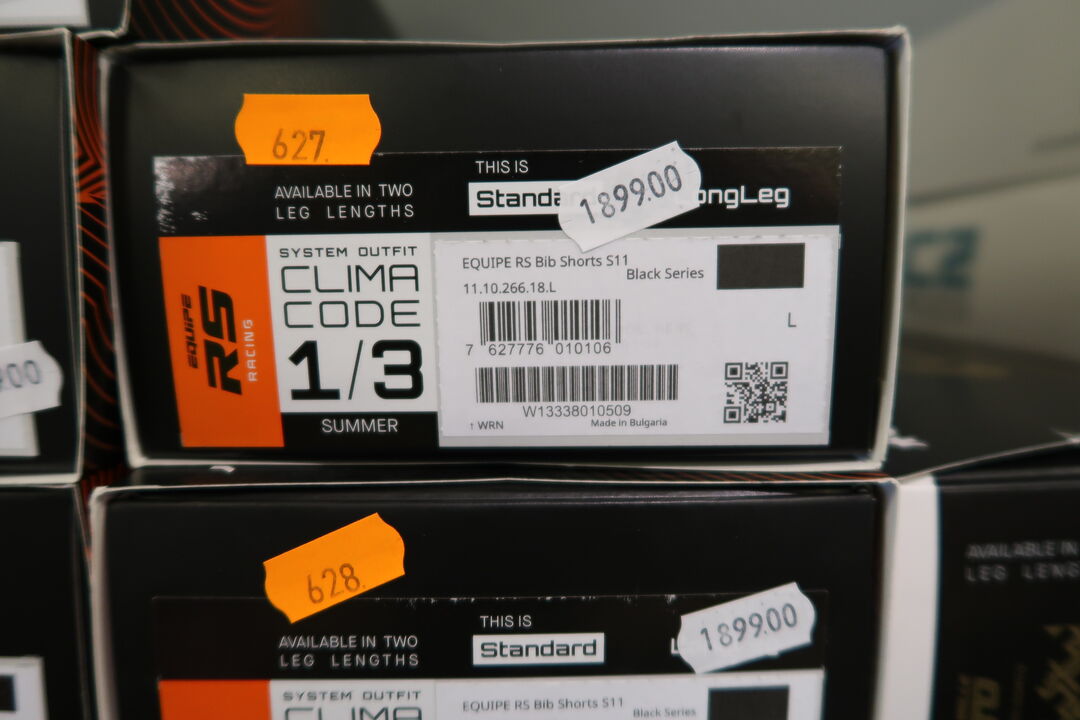 627.
THIS IS
Standa
ongLeg
1899.00
AVAILABLE IN TWO
LEG LENGTHS
EQUIPE
RS
RACING
SYSTEM OUTFIT
CLIMA
CODE
1/3
SUMMER
EQUIPE RS Bib Shorts S11
Black Series
11.10.266.18.L
L
7 627776 010106
W13338010509
↑ WRN
Made in Bulgaria
628.
THIS IS
Standard
L
1899.00
AVAILABLE IN TWO
LEG LENGTHS
SYSTEM OUTFIT
CLIMA
EQUIPE RS Bib Shorts S11
Black Series
900
AVAILABLE IN
LEG LENG